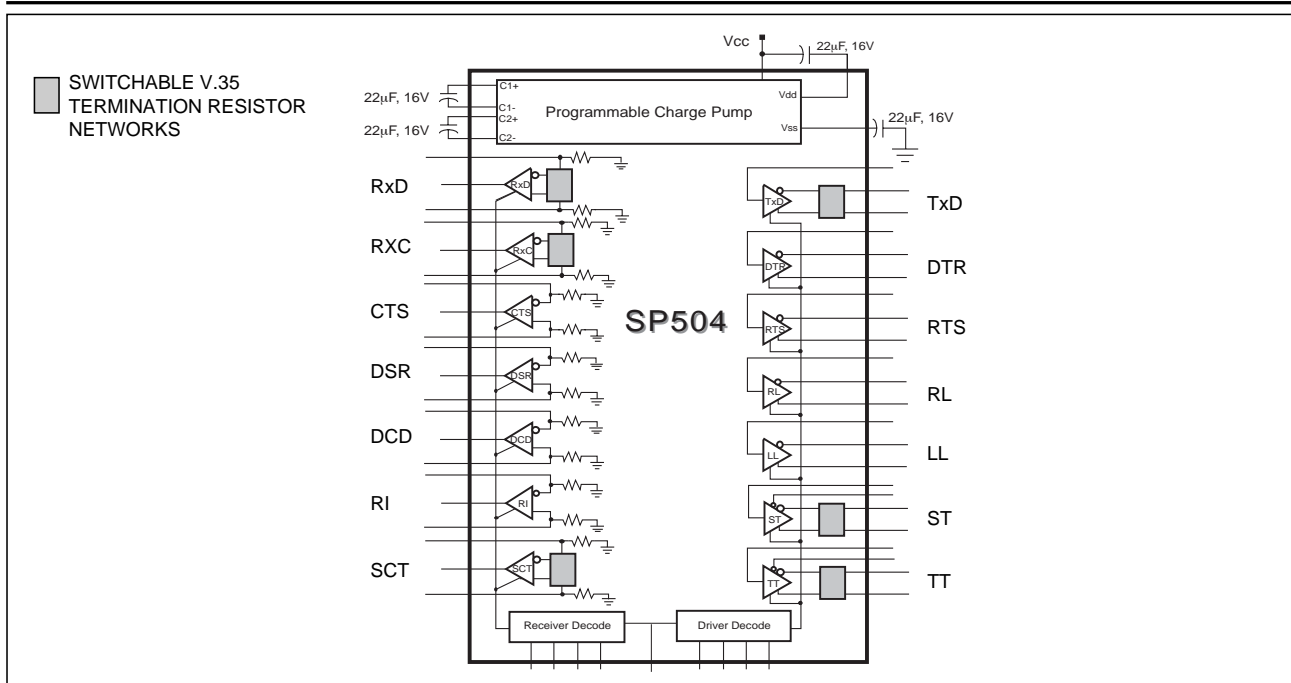 Vcc
22µF, 16V
SWITCHABLE V.35
TERMINATION RESISTOR
NETWORKS
C1+
Vdd
22µF, 16V
Programmable Charge Pump
C1-
C2+
22µF, 16V
Vss
22µF, 16V
C2-
RxD
RxD
TxD
TxD
RXC
RxC
DTR
DTR
CTS
CTS
SP504
RTS
RTS
DSR
DSR
RL
RL
DCD
DCD
LL
LL
RI
RI
ST
ST
SCT
SCT
TT
TT
Receiver Decode
Driver Decode